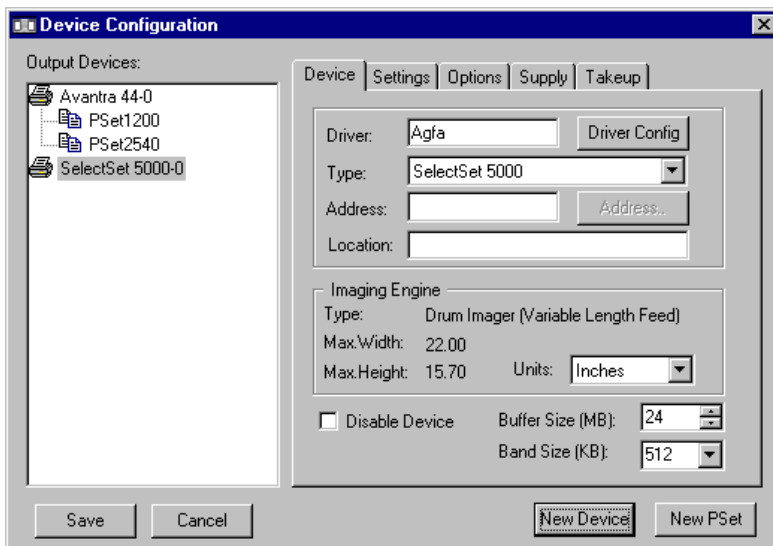 Device Configuration
Output Devices:
Avantra 44-0
PSet1200
PSet2540
SelectSet 5000-0
Device Settings Options Supply Takeup
Driver: Agfa Driver Config
Type: SelectSet 5000
Address: Address..
Location:
Imaging Engine
Type: Drum Imager (Variable Length Feed)
Max.Width: 22.00
Max.Height: 15.70 Units: Inches
Disable Device Buffer Size (MB): 24
Band Size (KB): 512
Save Cancel New Device New PSet